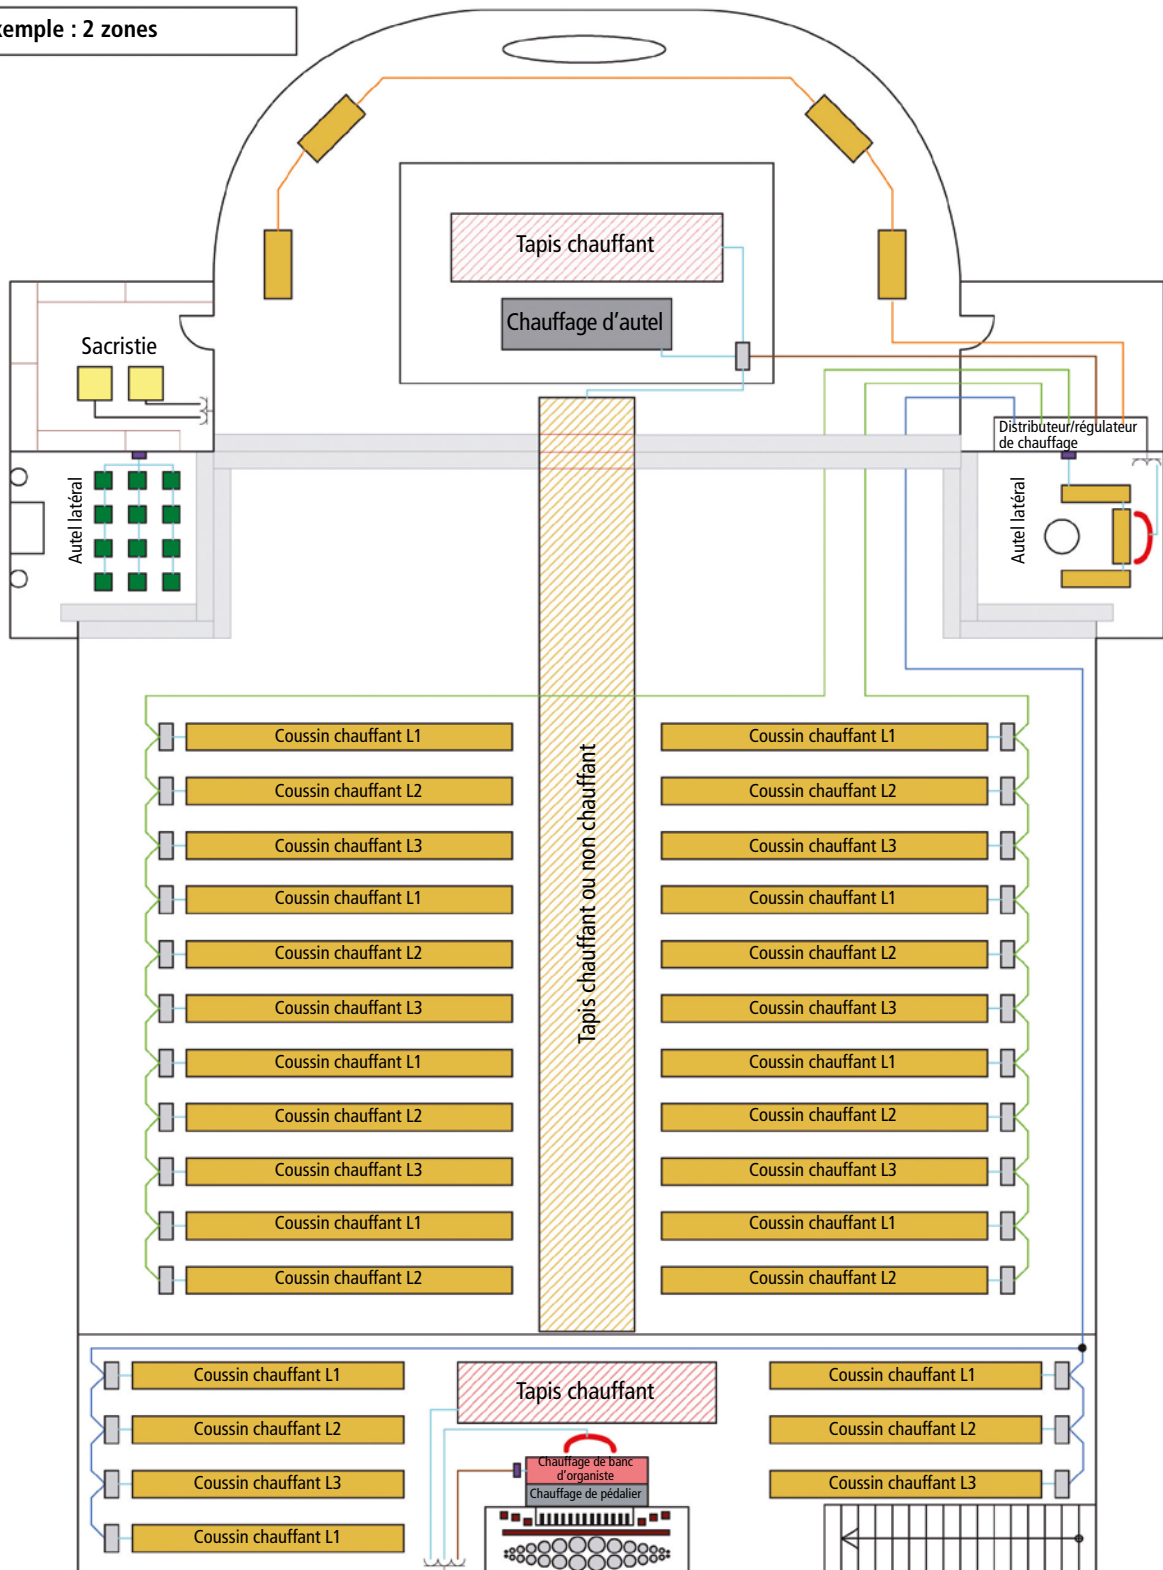 xemple : 2 zones
Tapis chauffant
Chauffage d'autel
Sacristie
Distributeur/régulateur
de chauffage
Autel latéral
Autel latéral
Tapis chauffant ou non chauffant
Coussin chauffant L1
Coussin chauffant L2
Coussin chauffant L3
Coussin chauffant L1
Coussin chauffant L2
Coussin chauffant L3
Coussin chauffant L1
Coussin chauffant L2
Coussin chauffant L3
Coussin chauffant L1
Coussin chauffant L2
Coussin chauffant L1
Coussin chauffant L2
Coussin chauffant L3
Coussin chauffant L1
Coussin chauffant L2
Coussin chauffant L3
Coussin chauffant L1
Coussin chauffant L2
Coussin chauffant L3
Coussin chauffant L1
Coussin chauffant L2
Coussin chauffant L1
Coussin chauffant L2
Coussin chauffant L3
Coussin chauffant L1
Tapis chauffant
Chauffage de banc
d'organiste
Chauffage de pédalier
Coussin chauffant L1
Coussin chauffant L2
Coussin chauffant L3